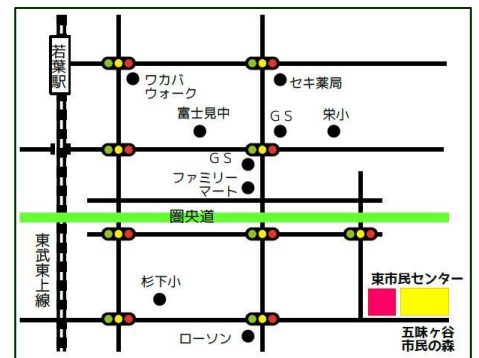 若葉駅
ワカバ
ウォーク
セキ薬局
富士見中
GS
栄小
GS
ファミリー
マート
圏央道
東武東上線
杉下小
東市民センター
ローソン
五味ヶ谷
市民の森